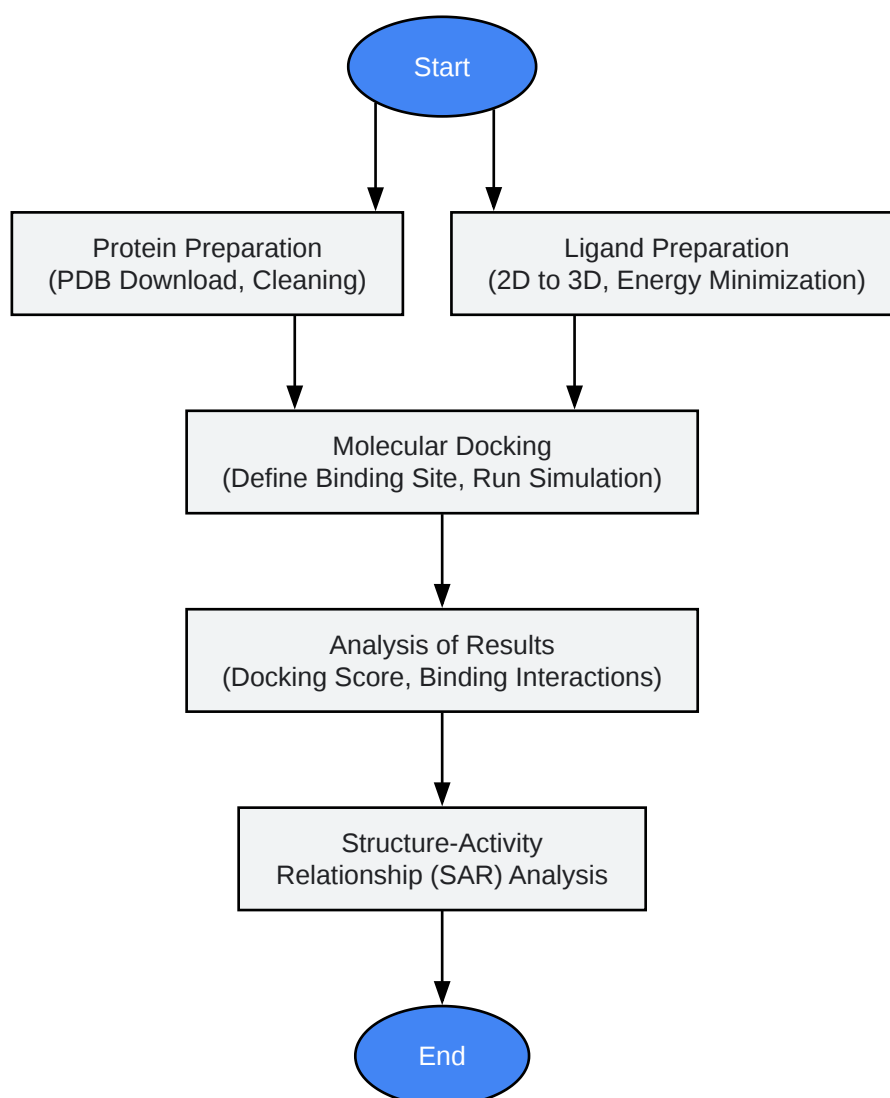 Start
Protein Preparation
(PDB Download, Cleaning)
Ligand Preparation
(2D to 3D, Energy Minimization)
Molecular Docking
(Define Binding Site, Run Simulation)
Analysis of Results
(Docking Score, Binding Interactions)
Structure-Activity
Relationship (SAR) Analysis
End